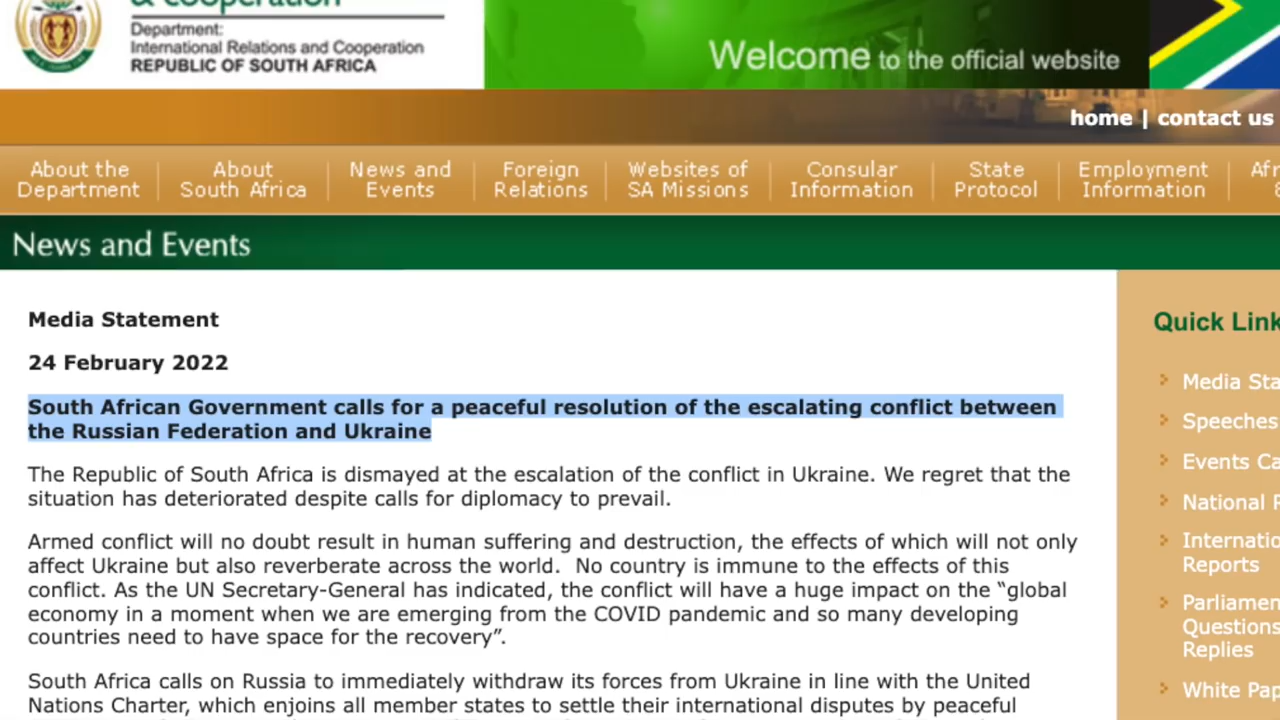 & cooperation
Department:
International Relations and Cooperation
REPUBLIC OF SOUTH AFRICA
Welcome to the official website
home | contact us
About the Department
About South Africa
News and Events
Foreign Relations
Websites of SA Missions
Consular Information
State Protocol
Employment Information
News and Events
Media Statement
24 February 2022
South African Government calls for a peaceful resolution of the escalating conflict between
the Russian Federation and Ukraine
The Republic of South Africa is dismayed at the escalation of the conflict in Ukraine. We regret that the
situation has deteriorated despite calls for diplomacy to prevail.
Armed conflict will no doubt result in human suffering and destruction, the effects of which will not only
affect Ukraine but also reverberate across the world.  No country is immune to the effects of this
conflict. As the UN Secretary-General has indicated, the conflict will have a huge impact on the “global
economy in a moment when we are emerging from the COVID pandemic and so many developing
countries need to have space for the recovery”.
South Africa calls on Russia to immediately withdraw its forces from Ukraine in line with the United
Nations Charter, which enjoins all member states to settle their international disputes by peaceful
Quick Link
Media Sta
Speeches
Events Ca
National R
Internatio
Reports
Parliamen
Questions
Replies
White Pap